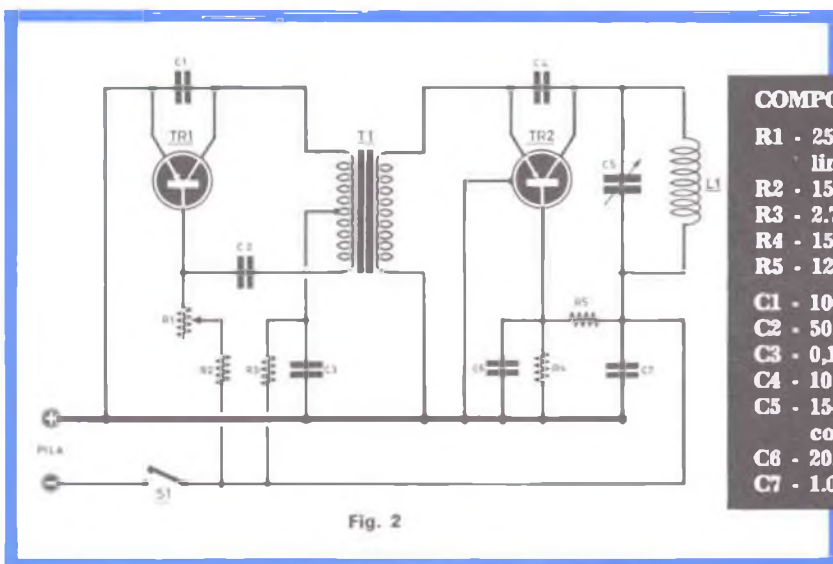 C1
C4
TR1
T1
TR2
C5
L1
C2
R5
R1
R2
R3
C3
C6
R4
C7
PILA
S1
Fig. 2
COMPO
R1 - 25
lin
R2 - 15
R3 - 2.7
R4 - 15
R5 - 12
C1 - 10
C2 - 50
C3 - 0,1
C4 - 10
C5 - 15
co
C6 - 20
C7 - 1.0